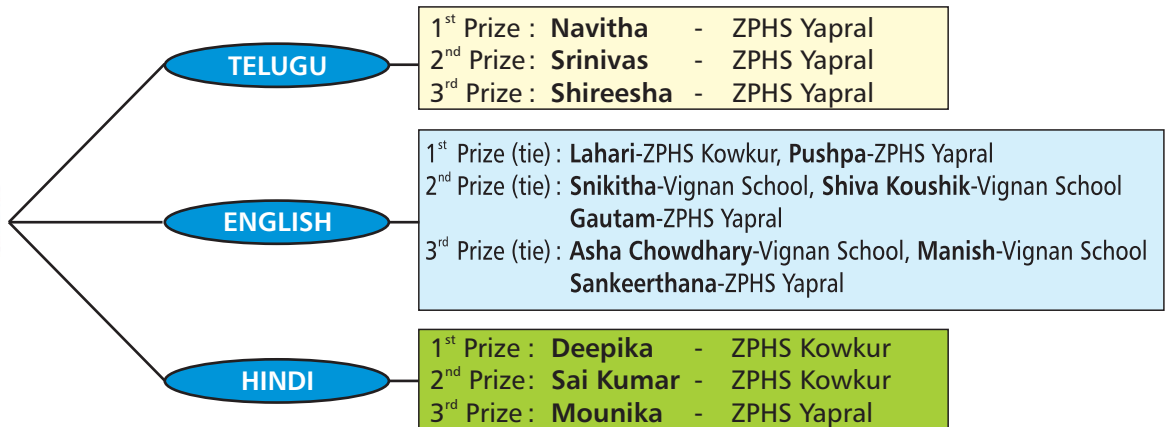 TELUGU
1st Prize : Navitha - ZPHS Yapral
2nd Prize: Srinivas - ZPHS Yapral
3rd Prize : Shireesha - ZPHS Yapral
ENGLISH
1st Prize (tie) : Lahari-ZPHS Kowkur, Pushpa-ZPHS Yapral
2nd Prize (tie) : Snikitha-Vignan School, Shiva Koushik-Vignan School
Gautam-ZPHS Yapral
3rd Prize (tie) : Asha Chowdhary-Vignan School, Manish-Vignan School
Sankeerthana-ZPHS Yapral
HINDI
1st Prize : Deepika - ZPHS Kowkur
2nd Prize: Sai Kumar - ZPHS Kowkur
3rd Prize : Mounika - ZPHS Yapral